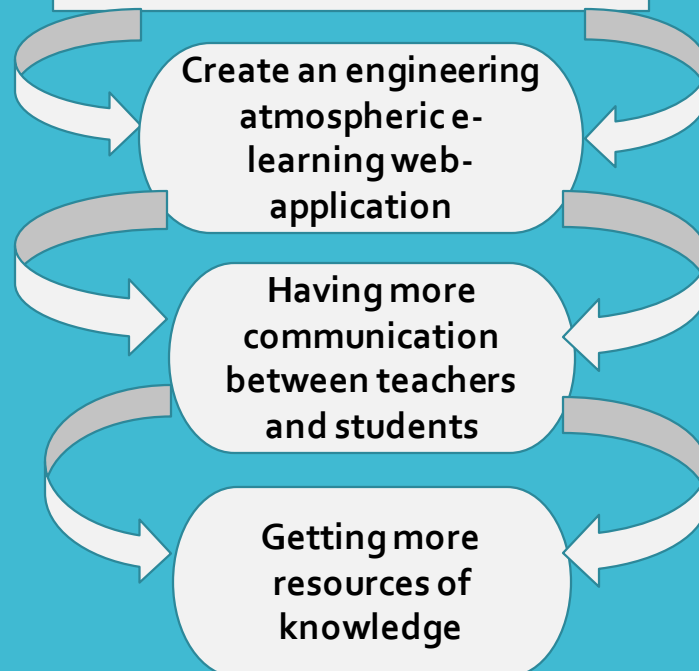 Create an engineering
atmospheric e-
learning web-
application
Having more
communication
between teachers
and students
Getting more
resources of
knowledge